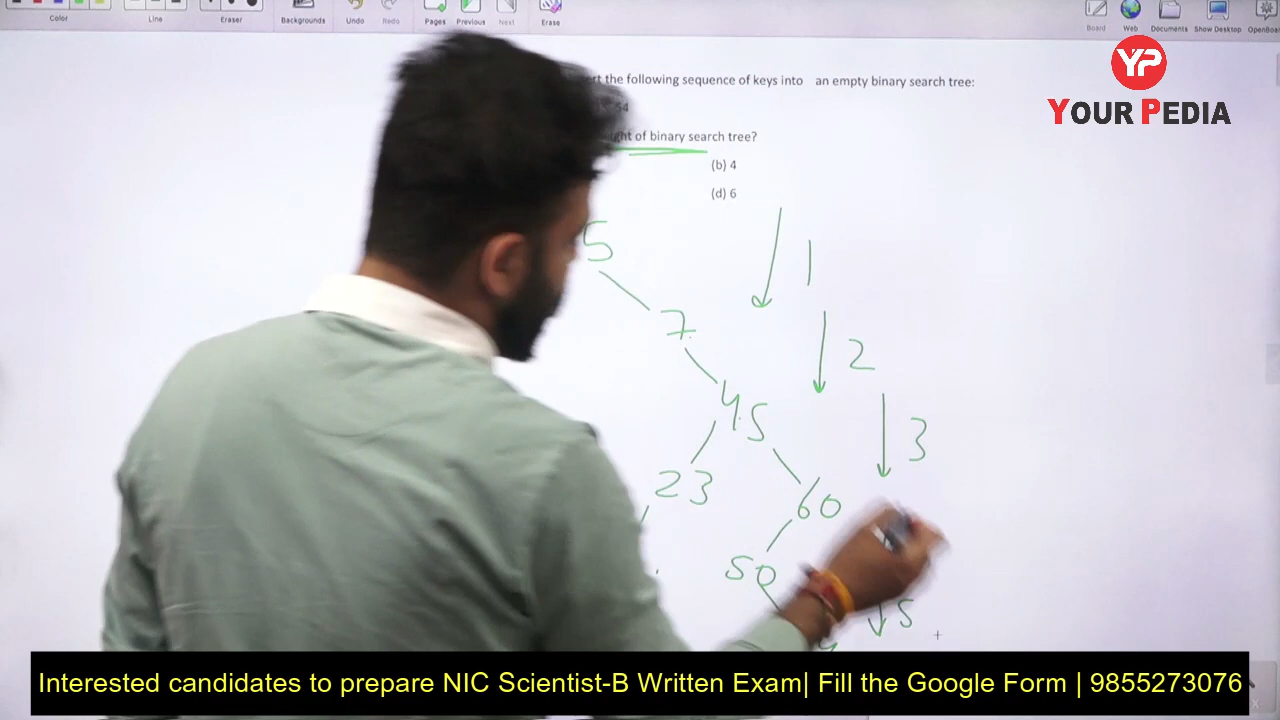 Color Line Eraser Backgrounds Undo Redo Pages Previous Next Erase Board Web Documents Show Desktop
YP
YOUR PEDIA
the following sequence of keys into an empty binary search tree:
54
of binary search tree?
(b) 4
(d) 6
5
1
7
2
45
3
23
60
50
5
Interested candidates to prepare NIC Scientist-B Written Exam| Fill the Google Form | 9855273076